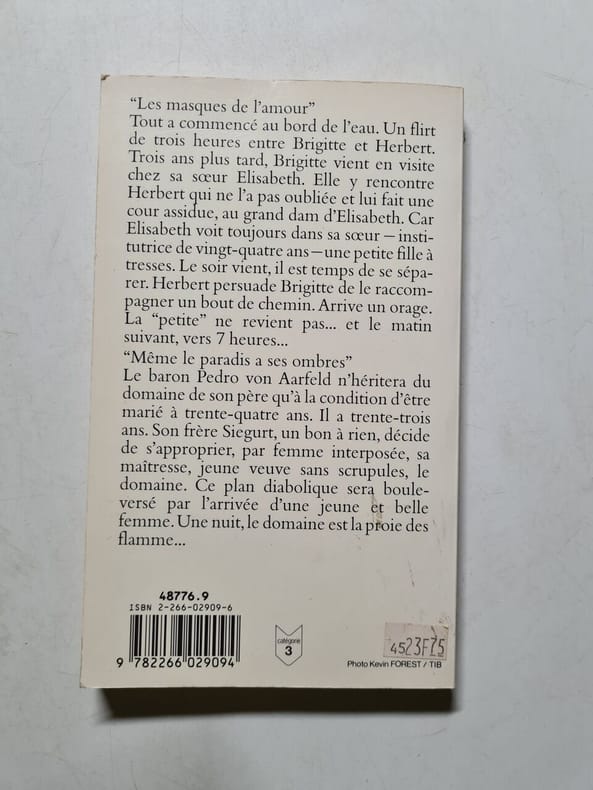 “Les masques de l’amour”
Tout a commencé au bord de l’eau. Un flirt
de trois heures entre Brigitte et Herbert.
Trois ans plus tard, Brigitte vient en visite
chez sa sœur Elisabeth. Elle y rencontre
Herbert qui ne l’a pas oubliée et lui fait une
cour assidue, au grand dam d’Elisabeth. Car
Elisabeth voit toujours dans sa sœur — insti-
tutrice de vingt-quatre ans — une petite fille à
tresses. Le soir vient, il est temps de se sépa-
rer. Herbert persuade Brigitte de le raccom-
pagner un bout de chemin. Arrive un orage.
La “petite” ne revient pas... et le matin
suivant, vers 7 heures...
“Même le paradis a ses ombres”
Le baron Pedro von Aarfeld n’héritera du
domaine de son père qu’à la condition d’être
marié à trente-quatre ans. Il a trente-trois
ans. Son frère Siegurt, un bon à rien, décide
de s’approprier, par femme interposée, sa
maîtresse, jeune veuve sans scrupules, le
domaine. Ce plan diabolique sera boule-
versé par l’arrivée d’une jeune et belle
femme. Une nuit, le domaine est la proie des
flamme...
48776.9
ISBN 2-266-02909-6
9 782266 029094
catégorie
3
4523F75
Photo Kevin FOREST / TIB